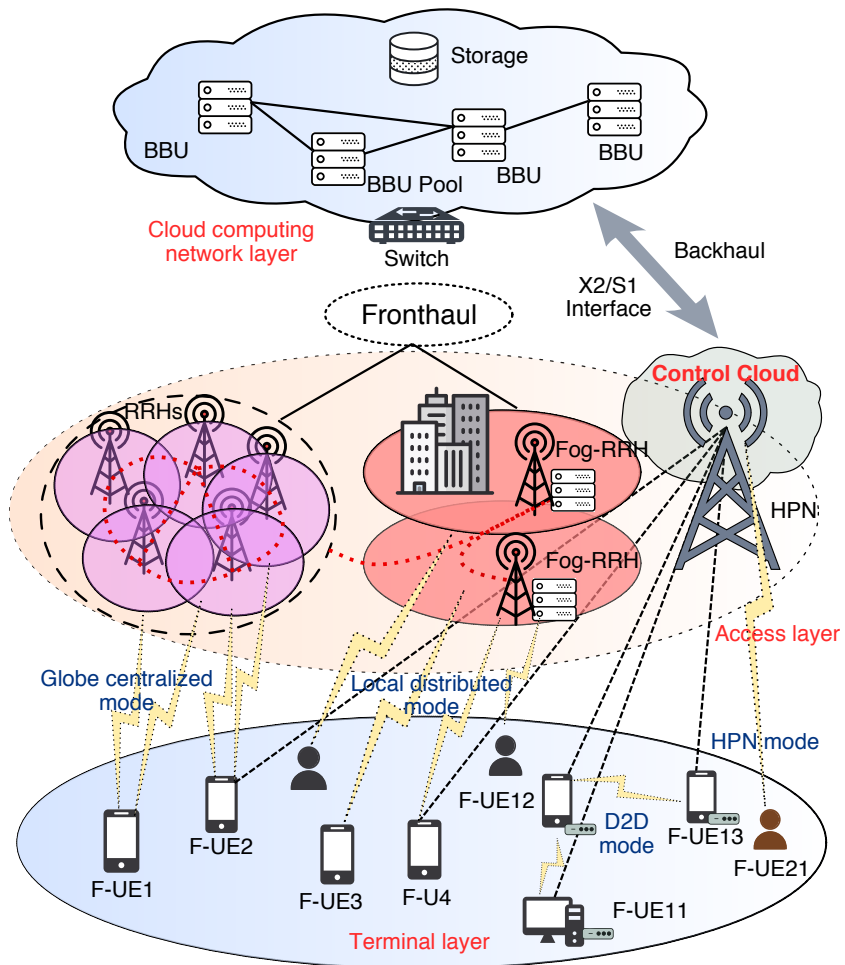 Storage
BBU
BBU Pool
BBU
BBU
Cloud computing
network layer
Switch
Backhaul
X2/S1
Interface
Fronthaul
Control Cloud
RRHs
Fog-RRH
HPN
Fog-RRH
Access layer
Globe centralized
mode
Local distributed
mode
HPN mode
F-UE12
F-UE2
D2D
mode
F-UE13
F-UE1
F-UE3
F-U4
F-UE21
F-UE11
Terminal layer